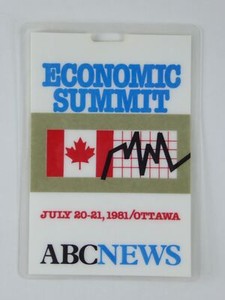 ECONOMIC
SUMMIT
JULY 20-21, 1981/OTTAWA
ABCNEWS